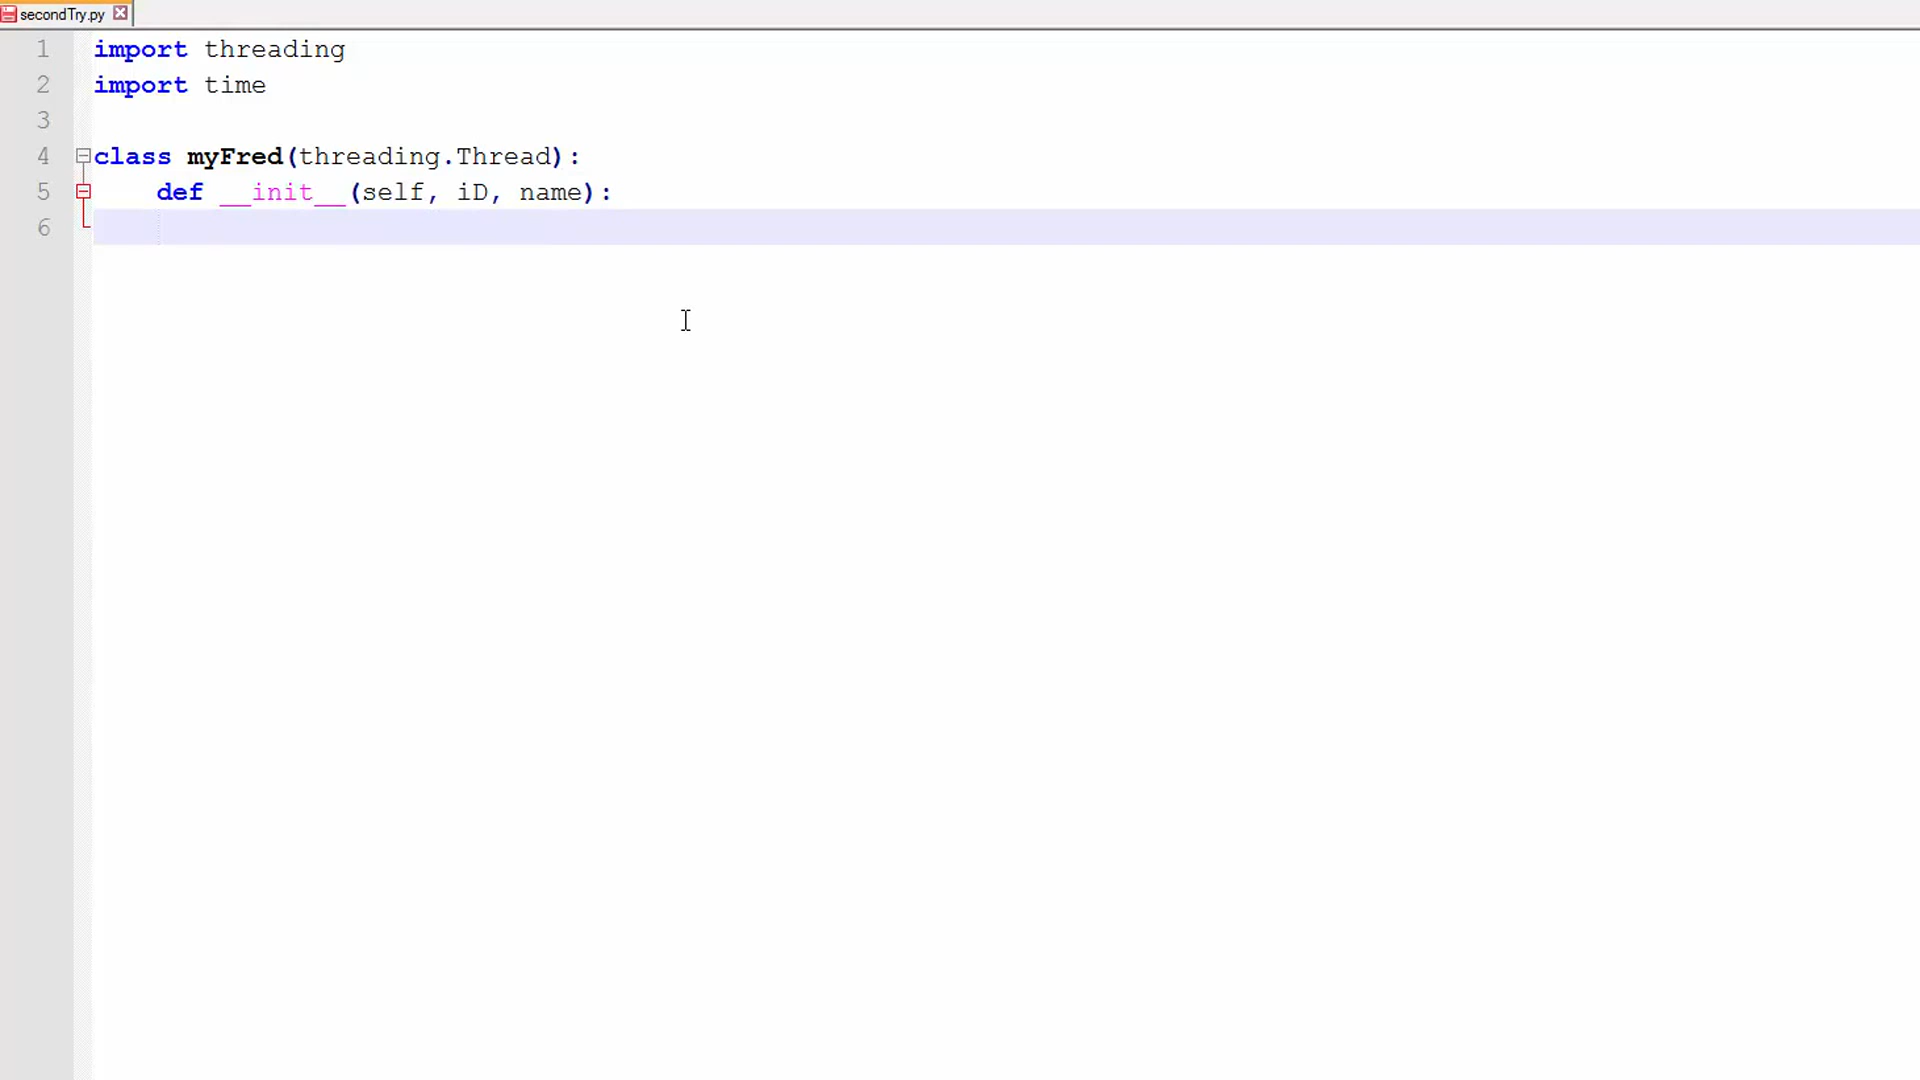 secondTry.py
1 import threading
2 import time
3
4 class myFred(threading.Thread):
5     def __init__(self, iD, name):
6